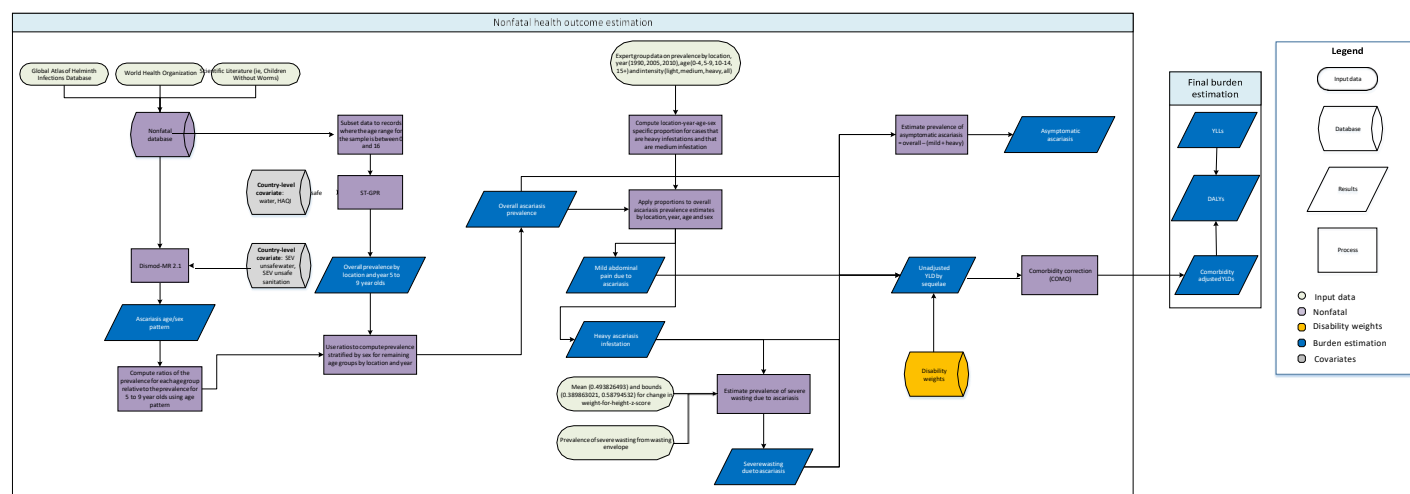 Nonfatal health outcome estimation
Global Atlas of Helminth
Infections Database
World Health Organization
Scientific Literature (ie, Children
Without Worms)
Nonfatal
database
Subset data to records
where the age range for
the sample is between 0
and 16
Country-level
covariate: safe
water, HAQI
ST-GPR
Dismod-MR 2.1
Country-level
covariate: SEV
unsafe water,
SEV unsafe
sanitation
Overall prevalence by
location and year 5 to
9 year olds
Ascariasis age/sex
pattern
Compute ratios of the
prevalence for each age group
relative to the prevalence for
5 to 9 year olds using age
pattern
Use ratios to compute prevalence
stratified by sex for remaining
age groups by location and year
Expert group data on prevalence by location,
year (1990, 2005, 2010), age (0-4, 5-9, 10-14,
15+) and intensity (light, medium, heavy, all)
Compute location-year-age-sex
specific proportion for cases that
are heavy infestations and that
are medium infestation
Overall ascariasis
prevalence
Apply proportions to overall
ascariasis prevalence estimates
by location, year, age and sex
Mild abdominal
pain due to
ascariasis
Heavy ascariasis
infestation
Mean (0.493826493) and bounds
(0.389863021, 0.58794532) for change in
weight-for-height-z-score
Prevalence of severe wasting from wasting
envelope
Estimate prevalence of severe
wasting due to ascariasis
Severe wasting
due to ascariasis
Estimate prevalence of
asymptomatic ascariasis
= overall – (mild + heavy)
Asymptomatic
ascariasis
Unadjusted
YLD by
sequelae
Disability
weights
Comorbidity correction
(COMO)
Final burden
estimation
YLLs
DALYs
Comorbidity
adjusted YLDs
Legend
Input data
Database
Results
Process
Input data
Nonfatal
Disability weights
Burden estimation
Covariates